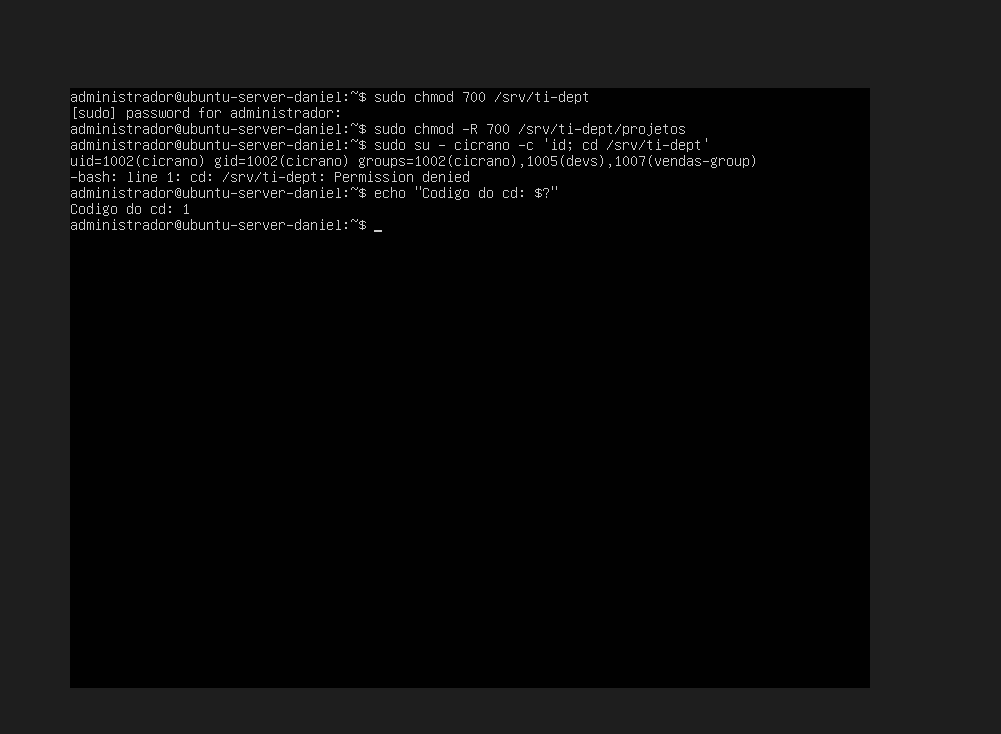 administrador@ubuntu-server-daniel:~$ sudo chmod 700 /srv/ti-dept
[sudo] password for administrador:
administrador@ubuntu-server-daniel:~$ sudo chmod -R 700 /srv/ti-dept/projetos
administrador@ubuntu-server-daniel:~$ sudo su - cicrano -c 'id; cd /srv/ti-dept'
uid=1002(cicrano) gid=1002(cicrano) groups=1002(cicrano),1005(devs),1007(vendas-group)
-bash: line 1: cd: /srv/ti-dept: Permission denied
administrador@ubuntu-server-daniel:~$ echo "Codigo do cd: $?"
Codigo do cd: 1
administrador@ubuntu-server-daniel:~$ _